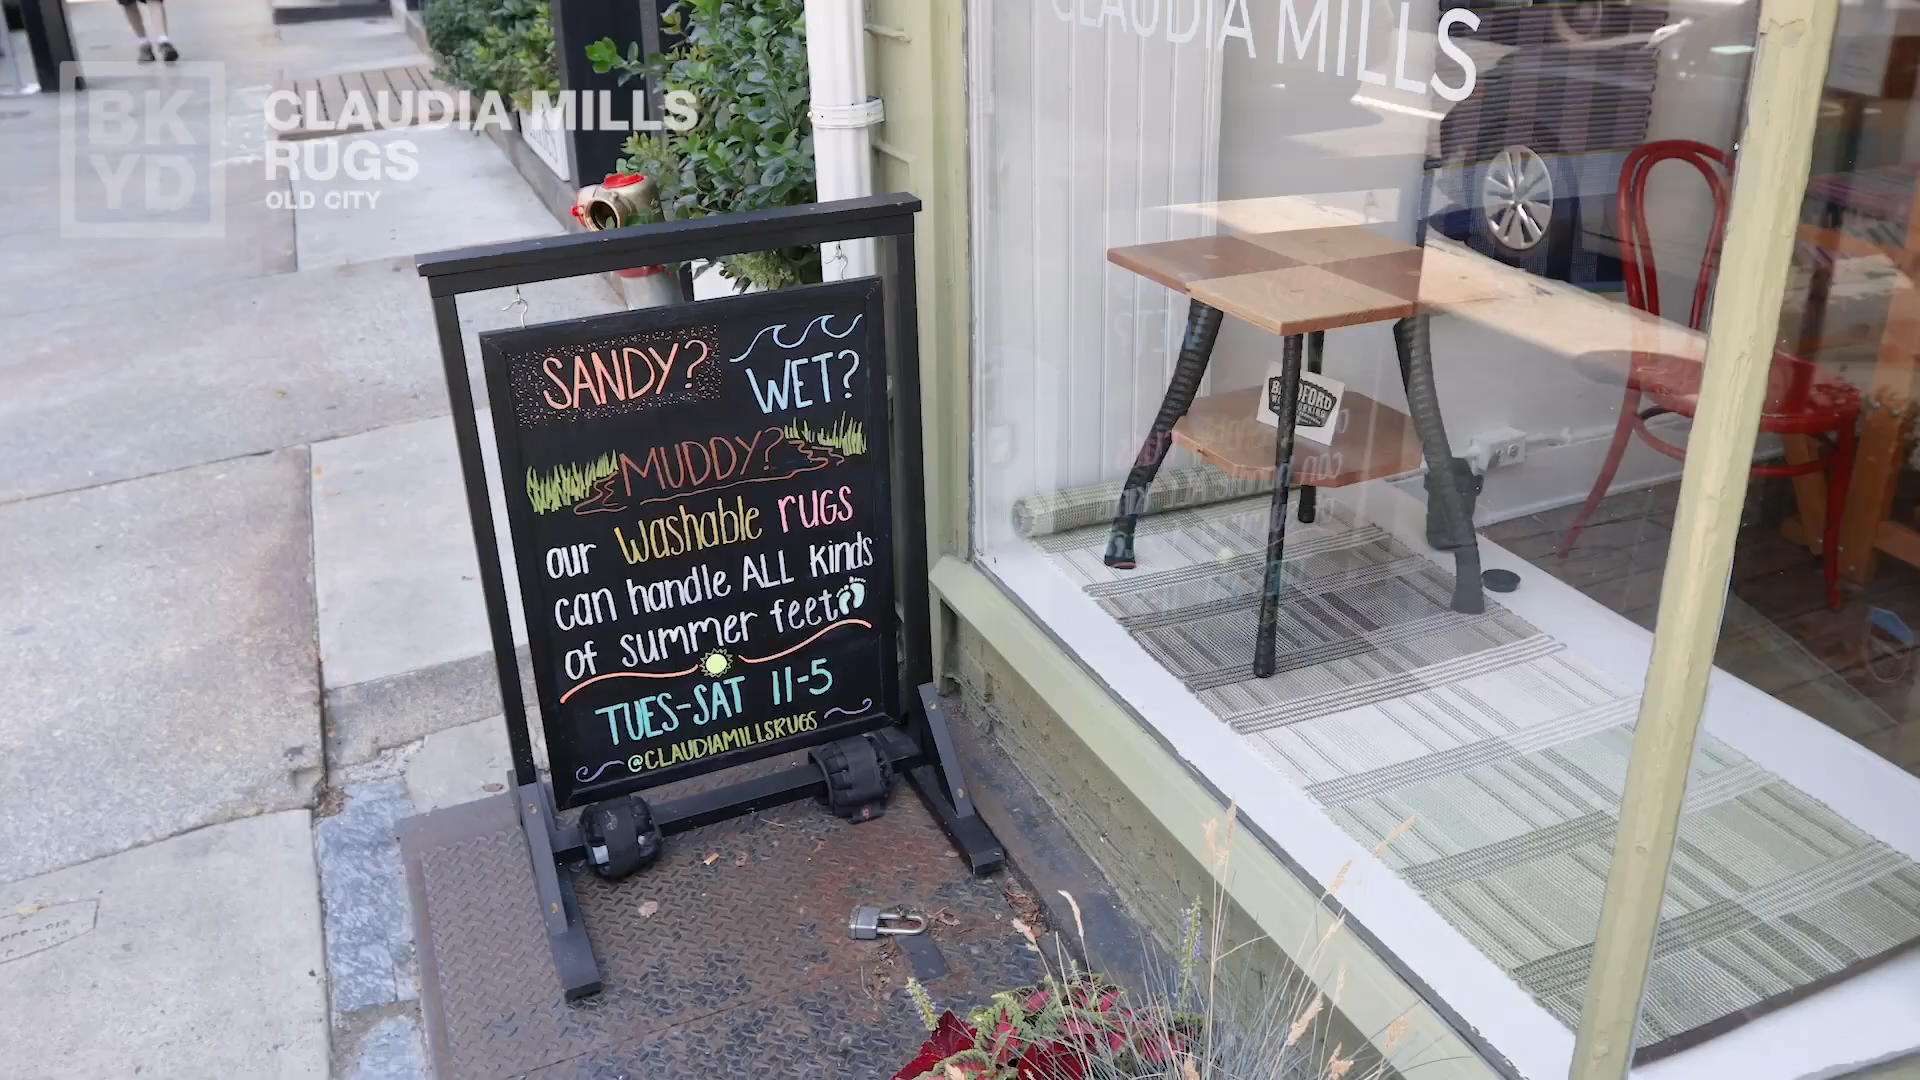 BK
YD
CLAUDIA MILLS
RUGS
OLD CITY
CLAUDIA MILLS
SANDY? WET?
MUDDY?
our washable rugs
can handle ALL kinds
of summer feet
TUES-SAT 11-5
@CLAUDIAMILLSRUGS